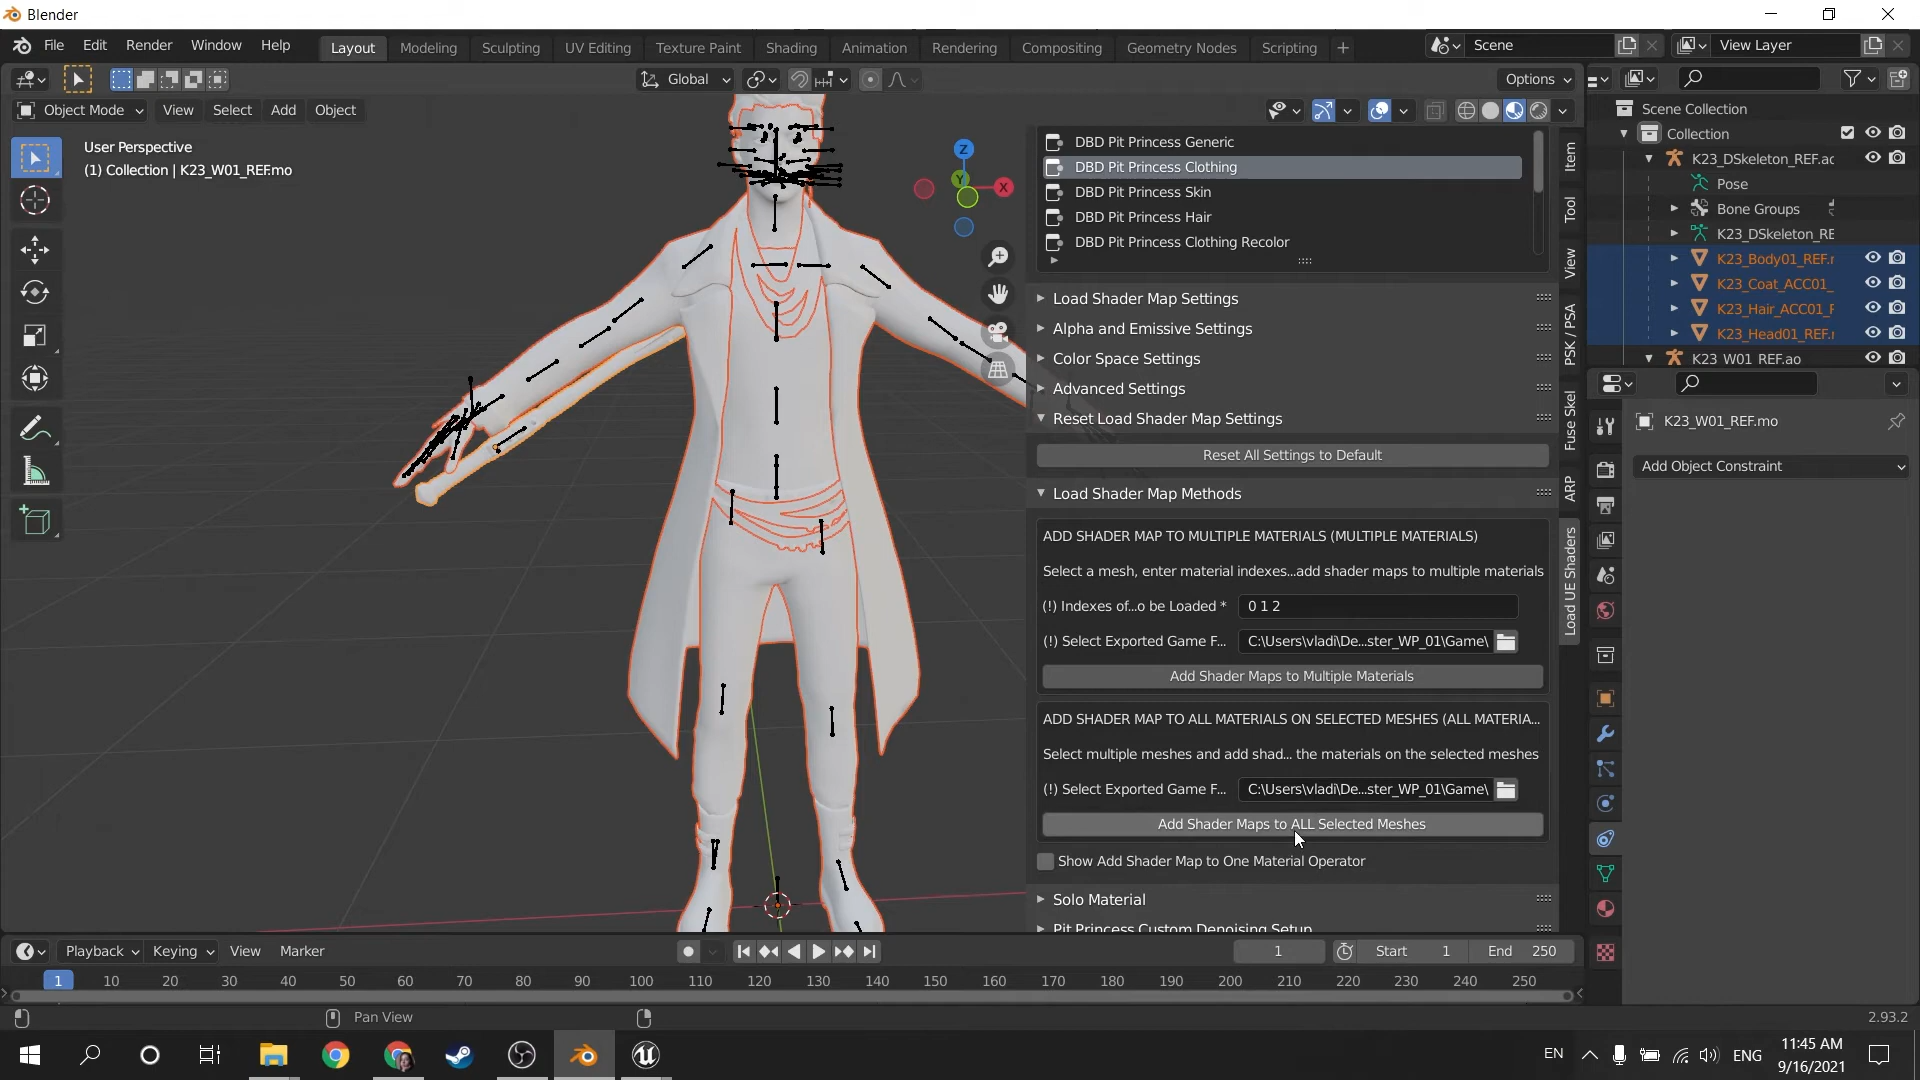 Blender
File Edit Render Window Help Layout Modeling Sculpting UV Editing Texture Paint Shading Animation Rendering Compositing Geometry Nodes Scripting + Scene View Layer
Global Options
Object Mode View Select Add Object
User Perspective
(1) Collection | K23_W01_REF.mo
Z
Y
X
DBD Pit Princess Generic
DBD Pit Princess Clothing
DBD Pit Princess Skin
DBD Pit Princess Hair
DBD Pit Princess Clothing Recolor
Load Shader Map Settings
Alpha and Emissive Settings
Color Space Settings
Advanced Settings
Reset Load Shader Map Settings
Reset All Settings to Default
Load Shader Map Methods
ADD SHADER MAP TO MULTIPLE MATERIALS (MULTIPLE MATERIALS)
Select a mesh, enter material indexes...add shader maps to multiple materials
(!) Indexes of...o be Loaded * 0 1 2
(!) Select Exported Game F... C:\Users\vladi\De...ster_WP_01\Game\
Add Shader Maps to Multiple Materials
ADD SHADER MAP TO ALL MATERIALS ON SELECTED MESHES (ALL MATERIA...
Select multiple meshes and add shad... the materials on the selected meshes
(!) Select Exported Game F... C:\Users\vladi\De...ster_WP_01\Game\
Add Shader Maps to ALL Selected Meshes
Show Add Shader Map to One Material Operator
Solo Material
Pit Princess Custom Denoising Setup
Item
Tool
View
PSK / PSA
Fuse Skel
ARP
Load UE Shaders
Scene Collection
Collection
K23_DSkeleton_REF.ac
Pose
Bone Groups
K23_DSkeleton_RE
K23_Body01_REF.r
K23_Coat_ACC01_
K23_Hair_ACC01_F
K23_Head01_REF.r
K23_W01_REF.ao
K23_W01_REF.mo
Add Object Constraint
Playback Keying View Marker 1 Start 1 End 250
1 10 20 30 40 50 60 70 80 90 100 110 120 130 140 150 160 170 180 190 200 210 220 230 240 250
Pan View 2.93.2
EN ENG 11:45 AM
9/16/2021